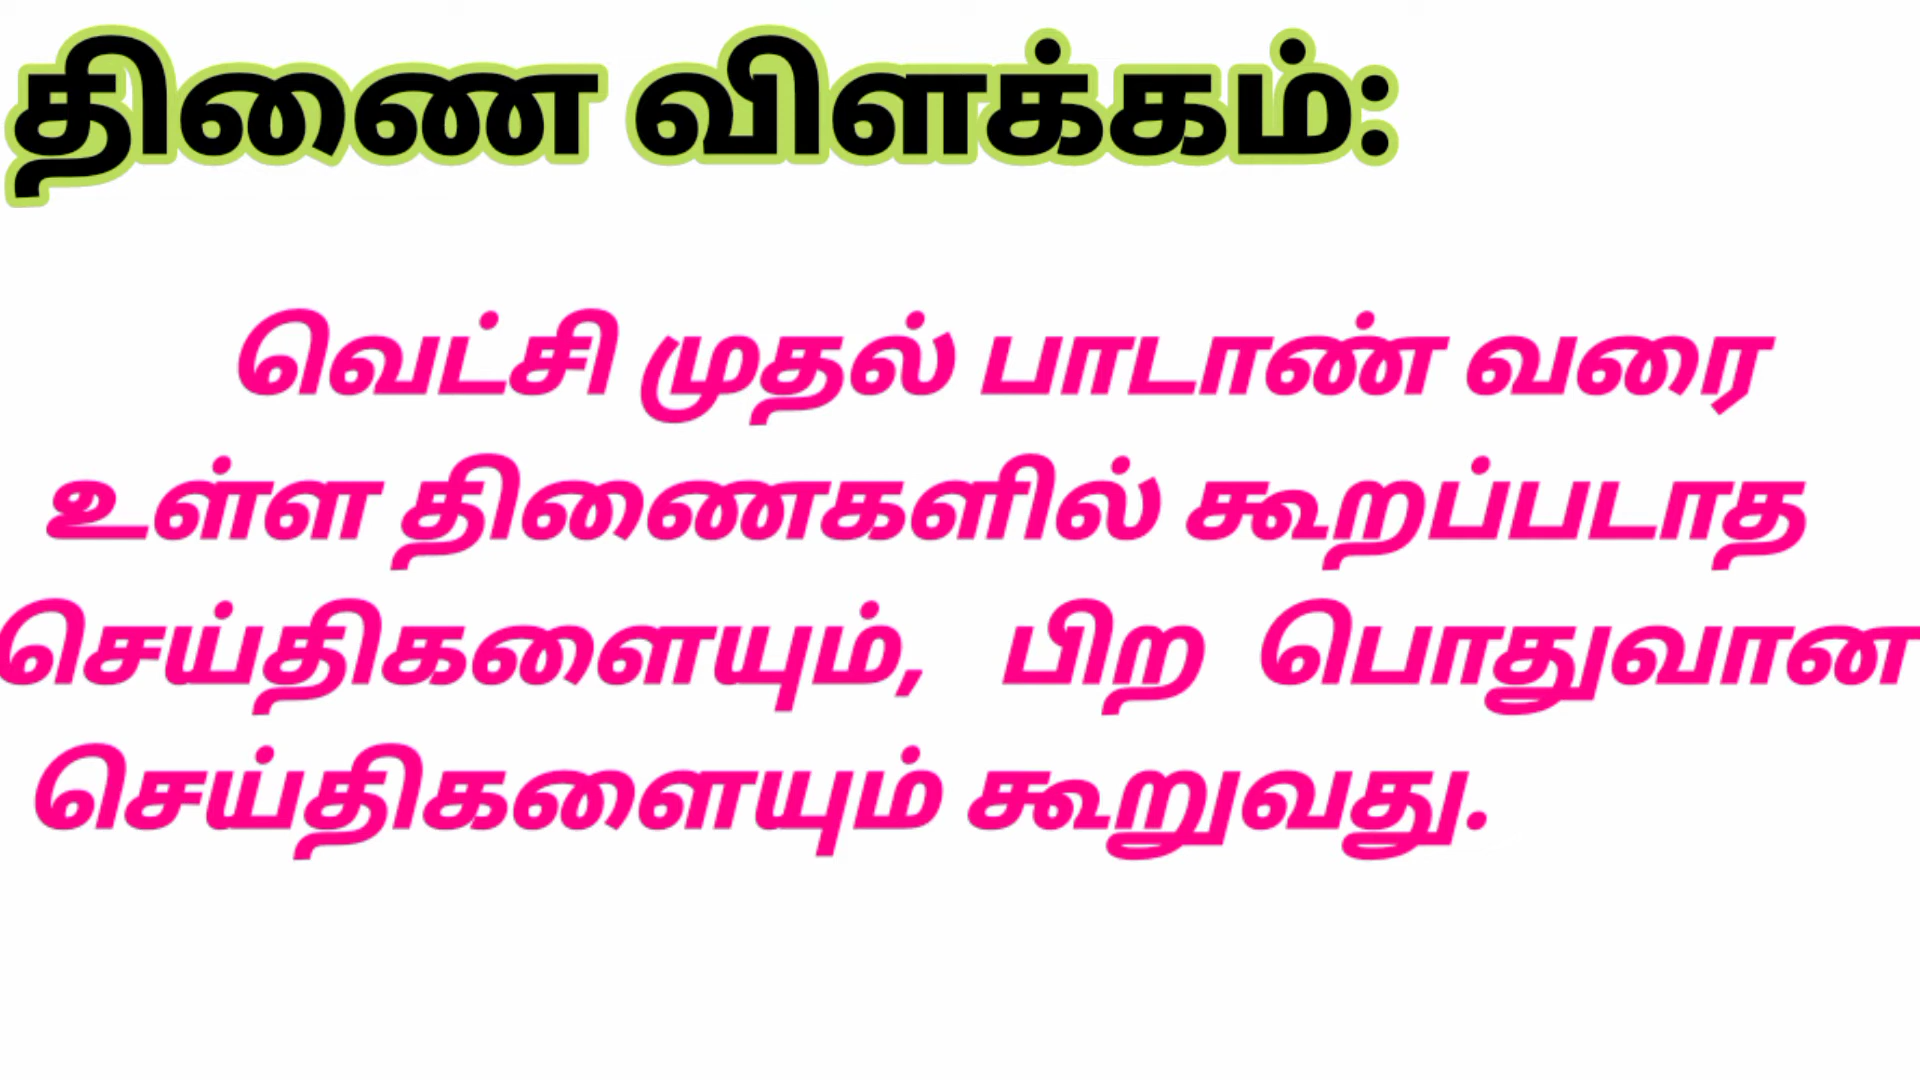 திணை விளக்கம்:
வெட்சி முதல் பாடாண் வரை
உள்ள திணைகளில் கூறப்படாத
செய்திகளையும், பிற பொதுவான
செய்திகளையும் கூறுவது.